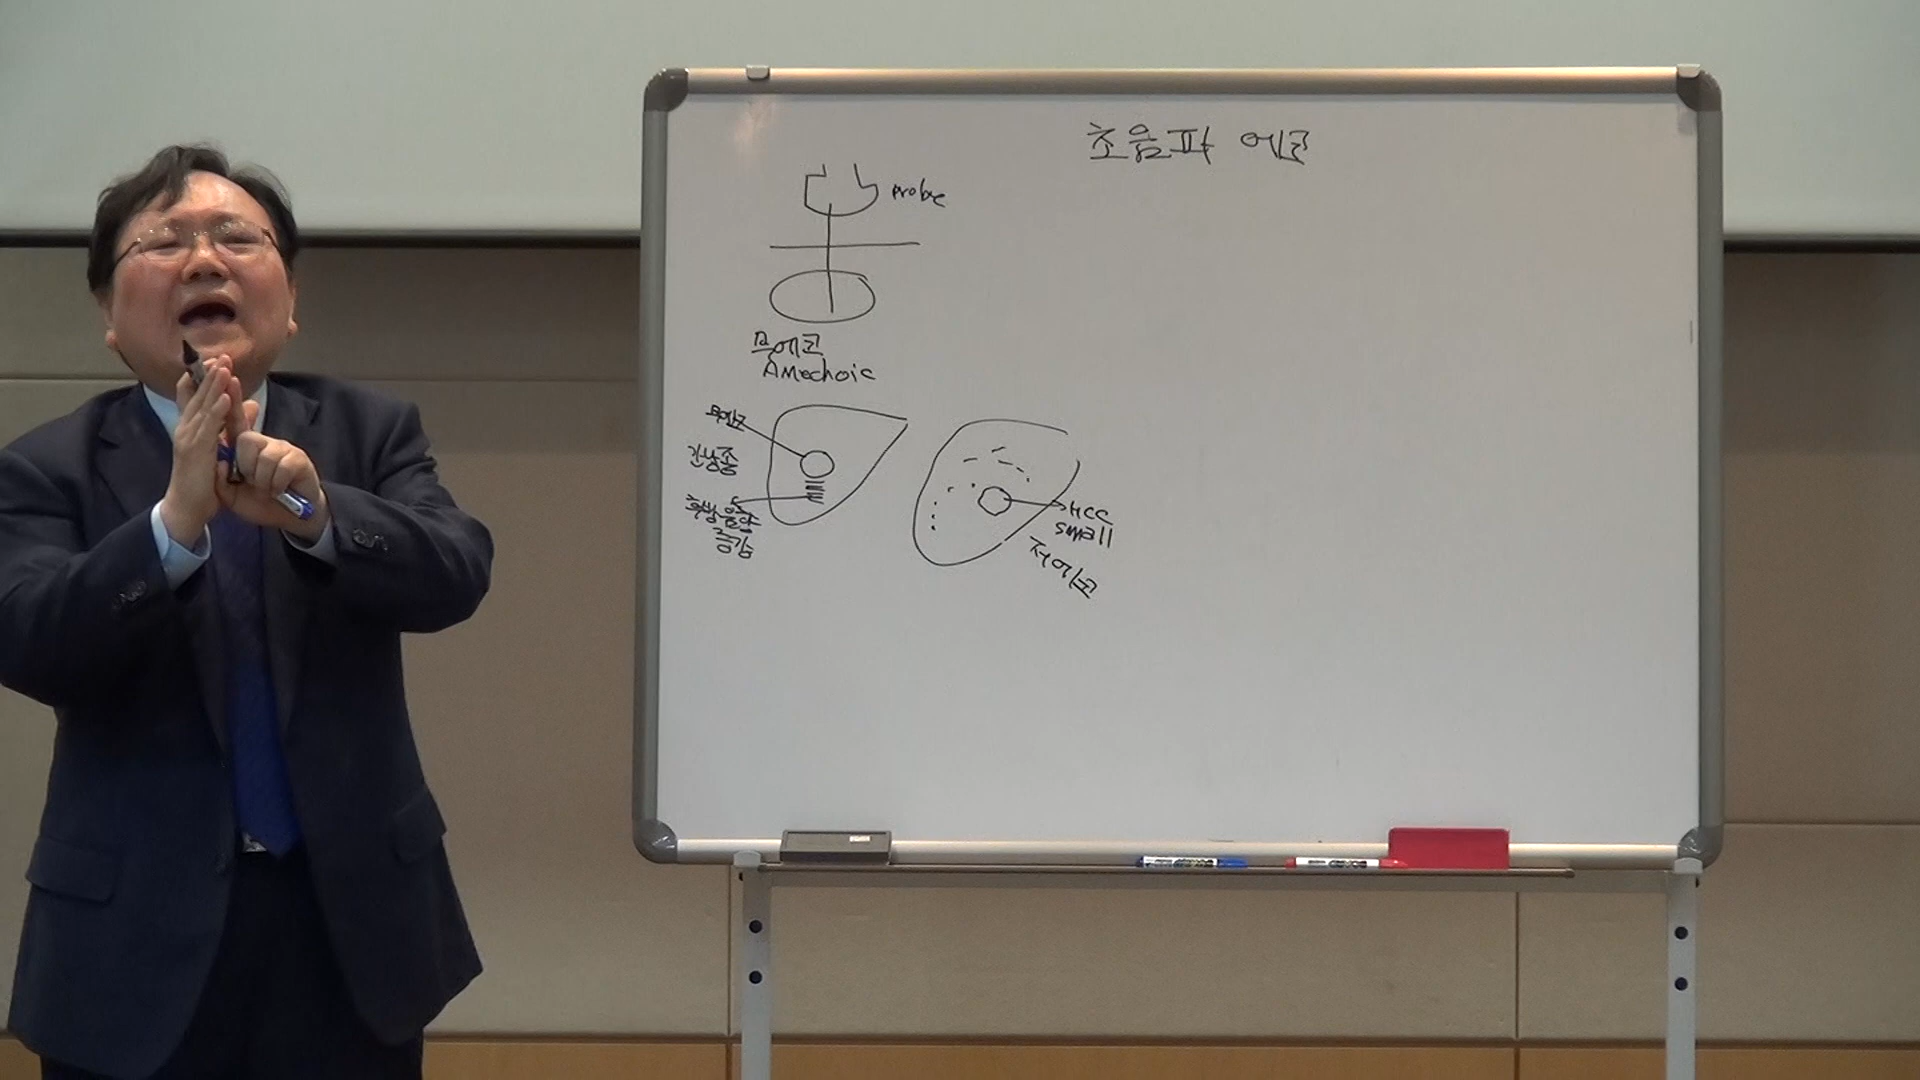 초음파 에코
probe
무에코
Anechoic
무에코
간낭종
후방 음향
증강
HCC
small
저에코